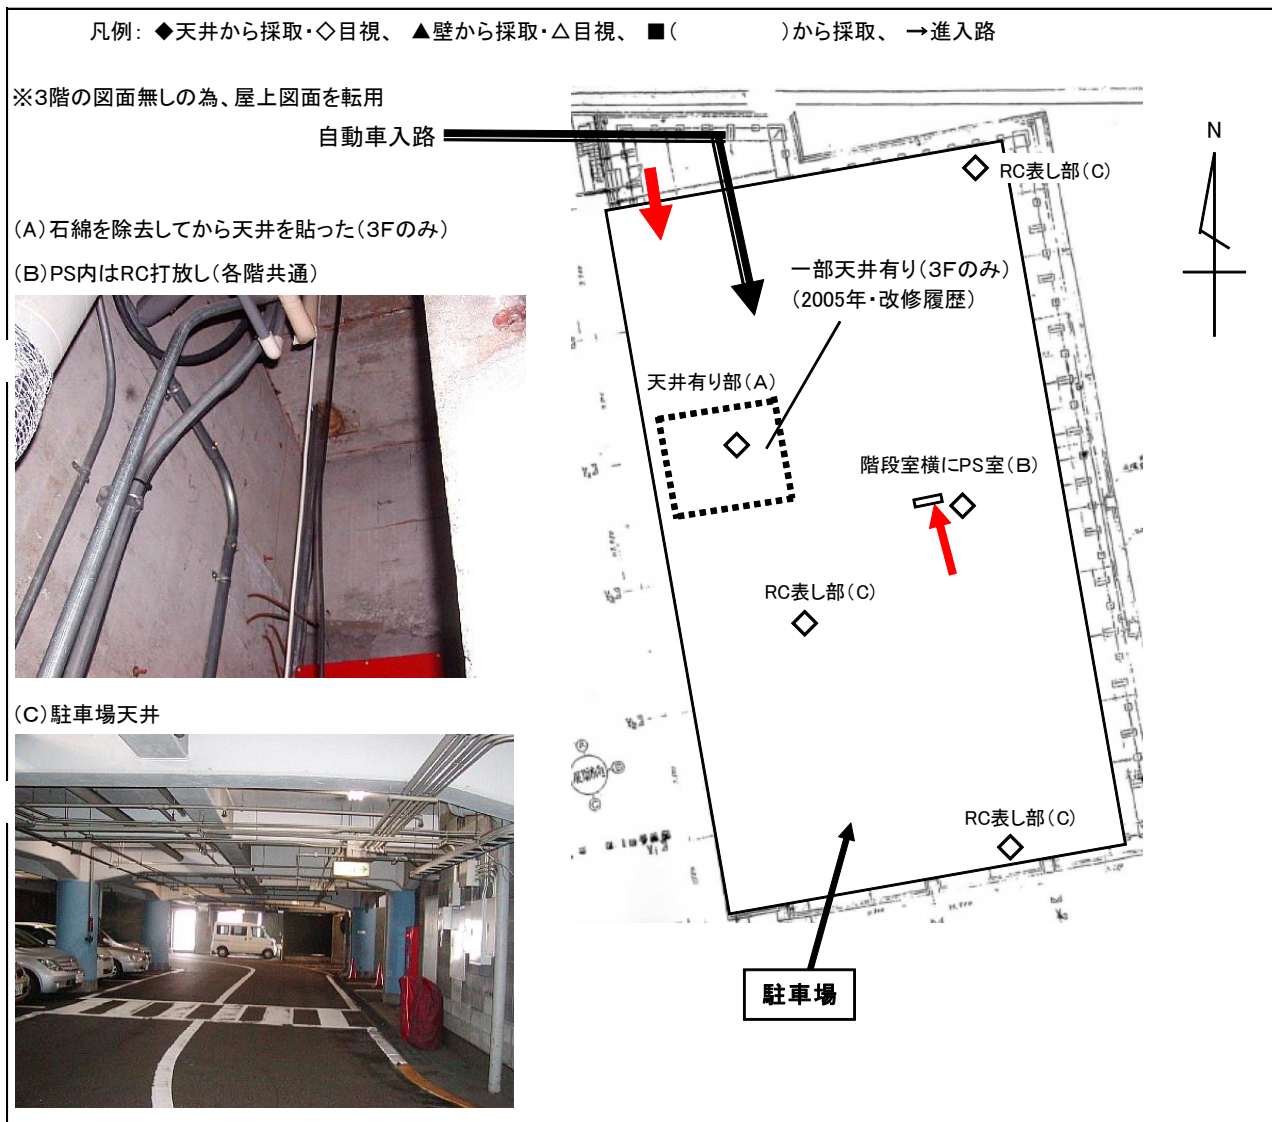 凡例： ◆天井から採取・◇目視、 ▲壁から採取・△目視、 ■（　　　　　）から採取、 →進入路
※3階の図面無しの為、屋上図面を転用
自動車入路
RC表し部（C）
N
（A）石綿を除去してから天井を貼った（3Fのみ）
（B）PS内はRC打放し（各階共通）
一部天井有り（3Fのみ）
（2005年・改修履歴）
天井有り部（A）
階段室横にPS室（B）
RC表し部（C）
（C）駐車場天井
RC表し部（C）
駐車場